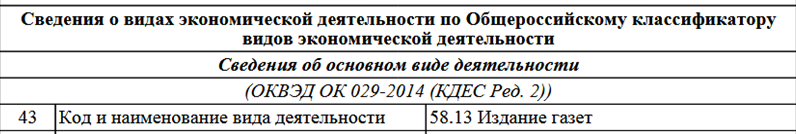 Сведения о видах экономической деятельности по Общероссийскому классификатору
видов экономической деятельности
Сведения об основном виде деятельности
(ОКВЭД ОК 029-2014 (КДЕС Ред. 2))
43 Код и наименование вида деятельности 58.13 Издание газет